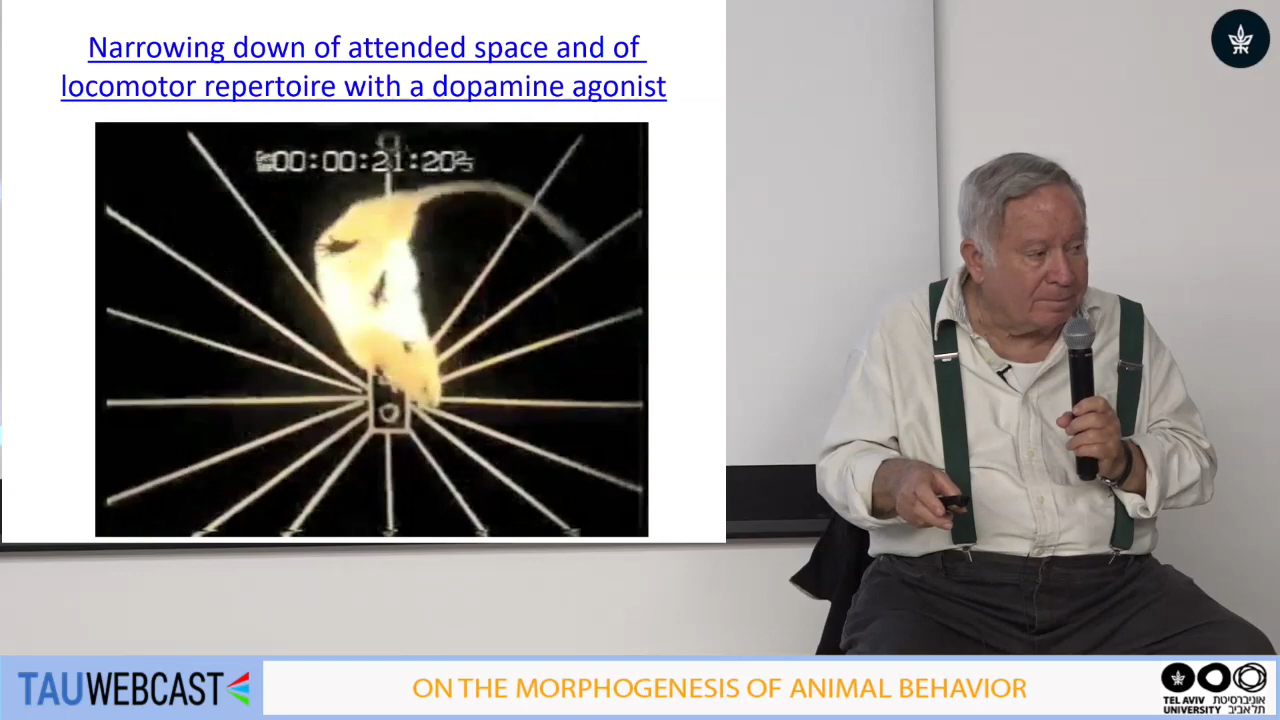 Narrowing down of attended space and of
locomotor repertoire with a dopamine agonist
00:00:21:20
TAUWEBCAST
ON THE MORPHOGENESIS OF ANIMAL BEHAVIOR
TEL AVIV אוניברסיטת
UNIVERSITY תל אביב